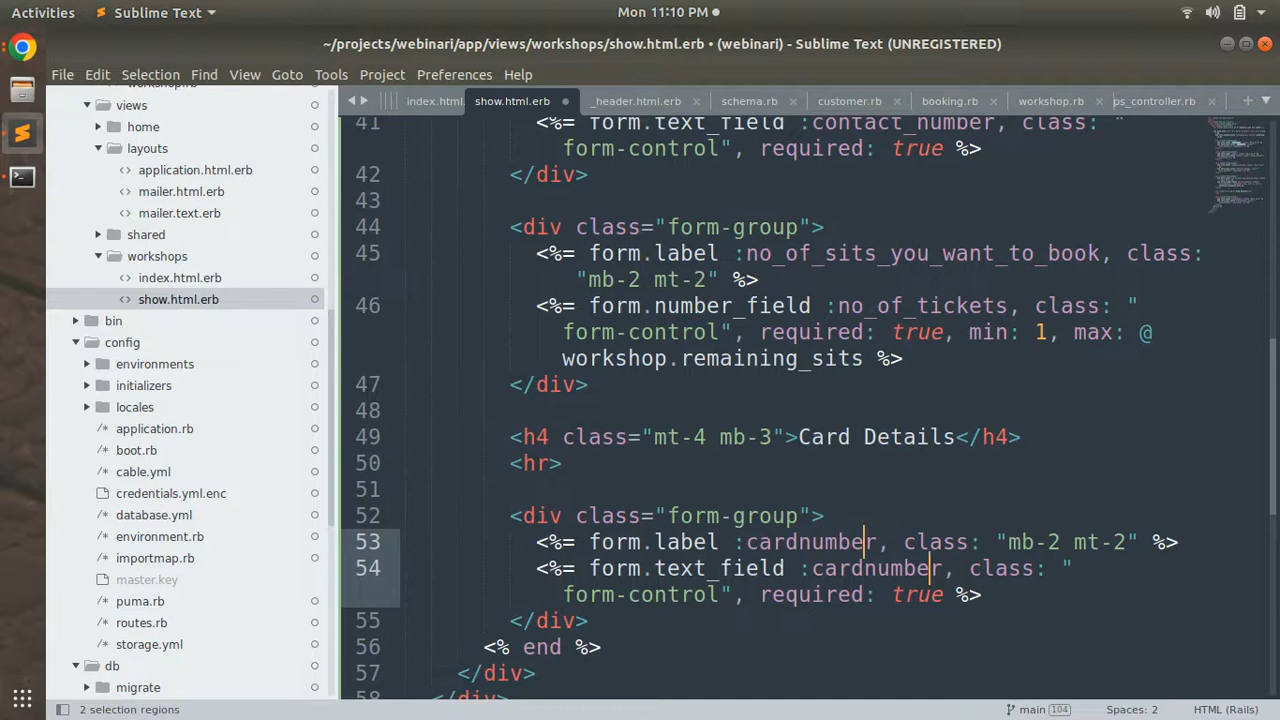 Activities Sublime Text Mon 11:10 PM
~/projects/webinari/app/views/workshops/show.html.erb • (webinari) - Sublime Text (UNREGISTERED)
File Edit Selection Find View Goto Tools Project Preferences Help
index.html. show.html.erb _header.html.erb schema.rb customer.rb booking.rb workshop.rb ps_controller.rb
workshop.rb
views
home
layouts
application.html.erb
mailer.html.erb
mailer.text.erb
shared
workshops
index.html.erb
show.html.erb
bin
config
environments
initializers
locales
application.rb
boot.rb
cable.yml
credentials.yml.enc
database.yml
environment.rb
importmap.rb
master.key
puma.rb
routes.rb
storage.yml
db
migrate
41 <%= form.text_field :contact_number, class: "
form-control", required: true %>
42 </div>
43
44 <div class="form-group">
45 <%= form.label :no_of_sits_you_want_to_book, class:
"mb-2 mt-2" %>
46 <%= form.number_field :no_of_tickets, class: "
form-control", required: true, min: 1, max: @
workshop.remaining_sits %>
47 </div>
48
49 <h4 class="mt-4 mb-3">Card Details</h4>
50 <hr>
51
52 <div class="form-group">
53 <%= form.label :cardnumber, class: "mb-2 mt-2" %>
54 <%= form.text_field :cardnumber, class: "
form-control", required: true %>
55 </div>
56 <% end %>
57 </div>
58 </div>
2 selection regions main 104 Spaces: 2 HTML (Rails)